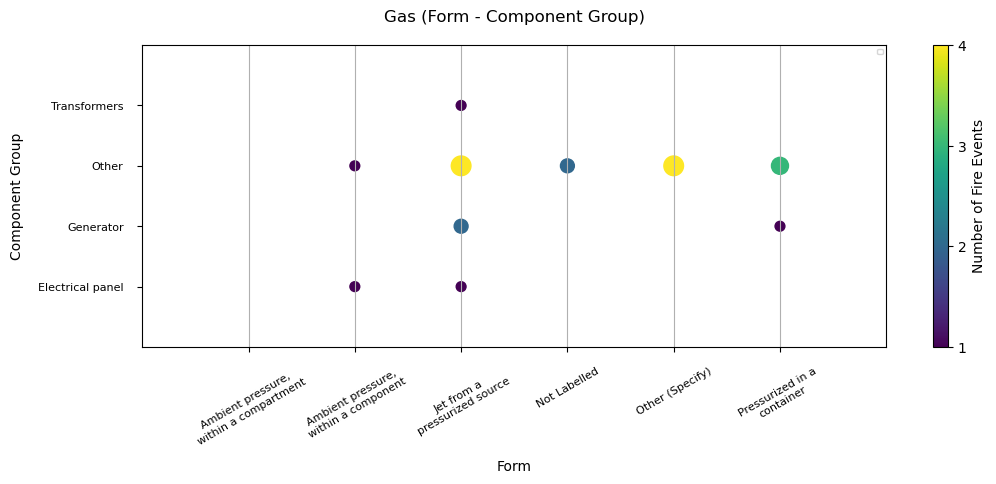 Gas (Form - Component Group)
Component Group
Transformers
Other
Generator
Electrical panel
Ambient pressure,
within a compartment
Ambient pressure,
within a component
Jet from a
pressurized source
Not Labelled
Other (Specify)
Pressurized in a
container
Form
4
3
2
1
Number of Fire Events